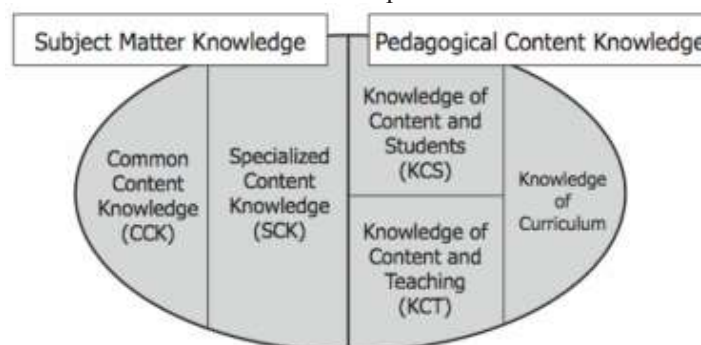 Subject Matter Knowledge
Pedagogical Content Knowledge
Common
Content
Knowledge
(CCK)
Specialized
Content
Knowledge
(SCK)
Knowledge of
Content and
Students
(KCS)
Knowledge of
Content and
Teaching
(KCT)
Knowledge
of
Curriculum